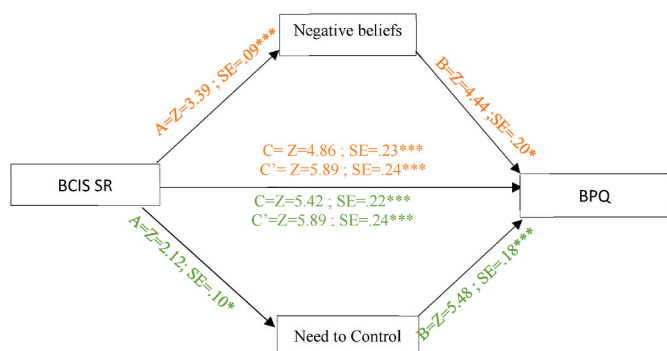 Negative beliefs
A=Z=3.39 ; SE=.09***
B=Z=4.44 ;SE=.20*
C= Z=4.86 ; SE=.23***
C'= Z=5.89 ; SE=.24***
BCIS SR
BPQ
C=Z=5.42 ; SE=.22***
C'=Z=5.89 ; SE=.24***
A=Z=2.12; SE=.10*
B=Z=5.48 ; SE=.18***
Need to Control